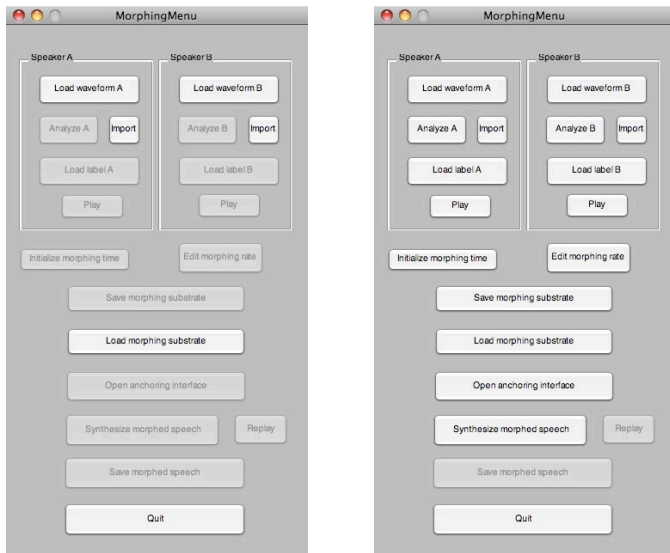 MorphingMenu
Speaker A Speaker B
Load waveform A Load waveform B
Analyze A Import Analyze B Import
Load label A Load label B
Play Play
Initialize morphing time Edit morphing rate
Save morphing substrate
Load morphing substrate
Open anchoring interface
Synthesize morphed speech Replay
Save morphed speech
Quit
MorphingMenu
Speaker A Speaker B
Load waveform A Load waveform B
Analyze A Import Analyze B Import
Load label A Load label B
Play Play
Initialize morphing time Edit morphing rate
Save morphing substrate
Load morphing substrate
Open anchoring interface
Synthesize morphed speech Replay
Save morphed speech
Quit